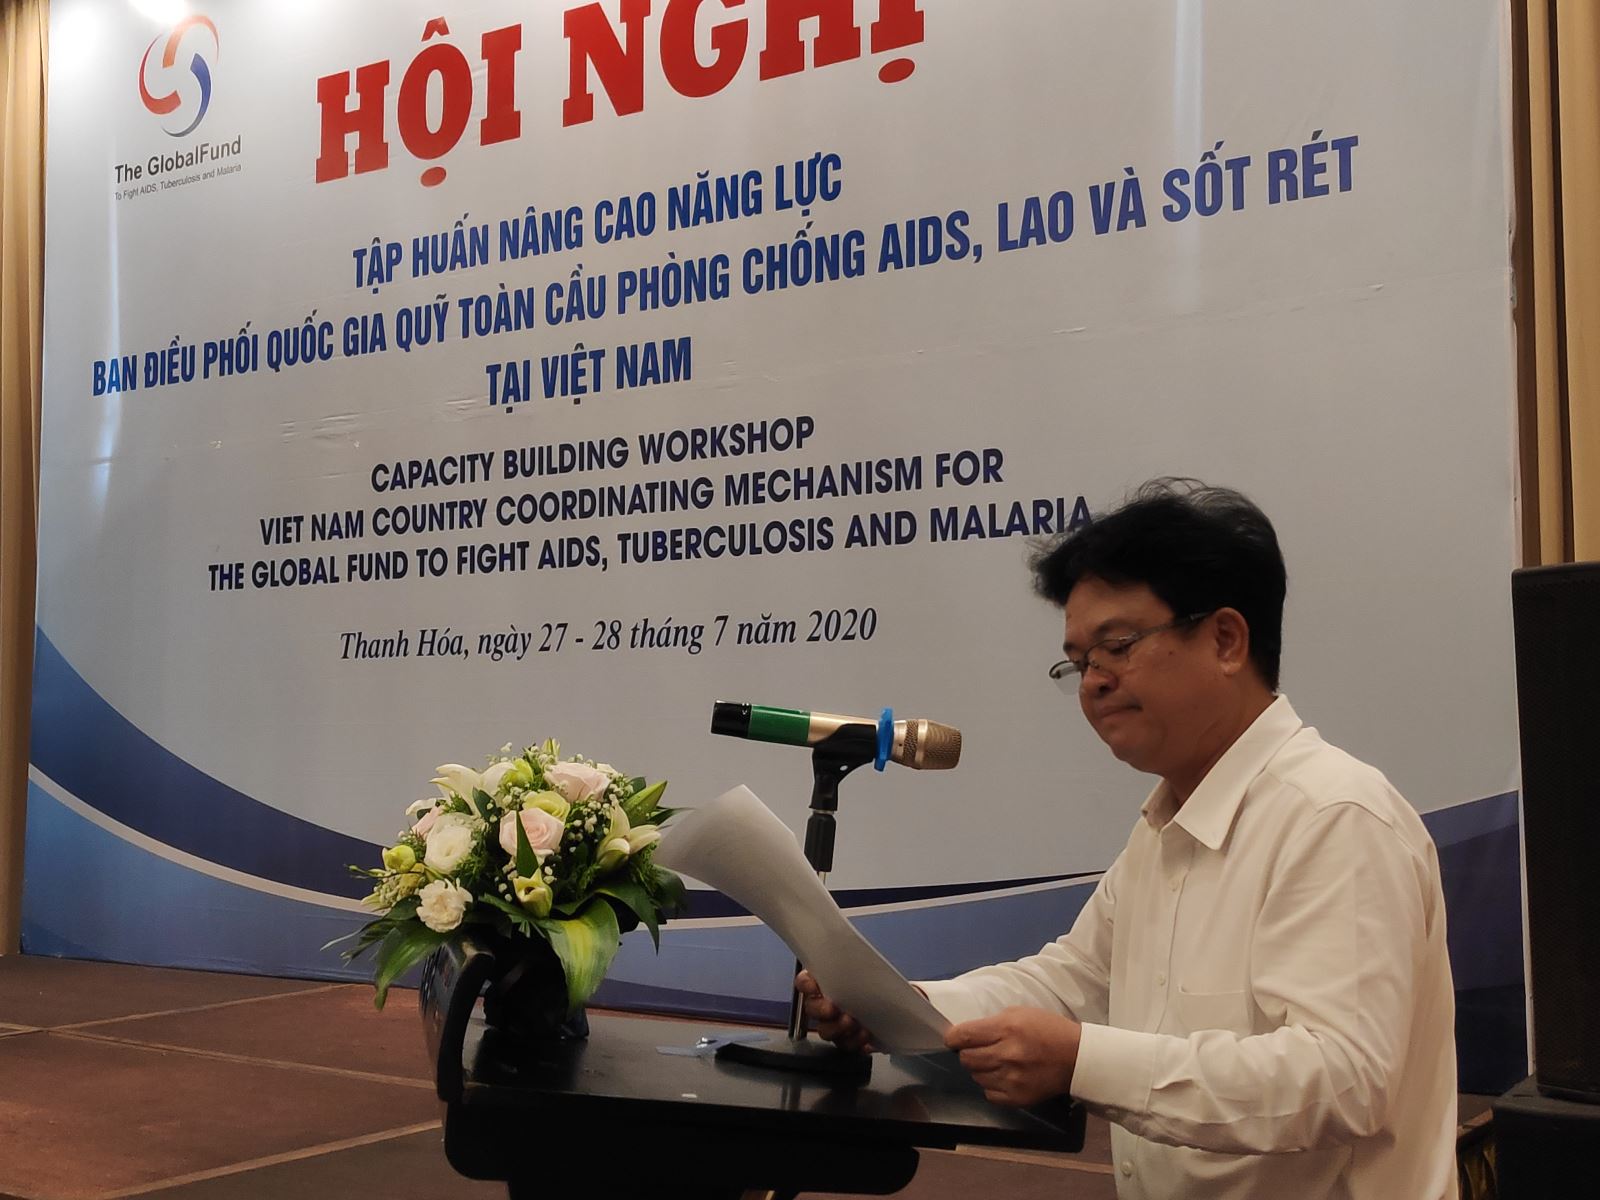 HỘI NGHỊ
The GlobalFund
To Fight AIDS, Tuberculosis and Malaria
TẬP HUẤN NÂNG CAO NĂNG LỰC
BAN ĐIỀU PHỐI QUỐC GIA QUỸ TOÀN CẦU PHÒNG CHỐNG AIDS, LAO VÀ SỐT RÉT
TẠI VIỆT NAM
CAPACITY BUILDING WORKSHOP
VIET NAM COUNTRY COORDINATING MECHANISM FOR
THE GLOBAL FUND TO FIGHT AIDS, TUBERCULOSIS AND MALARIA
Thanh Hóa, ngày 27 - 28 tháng 7 năm 2020